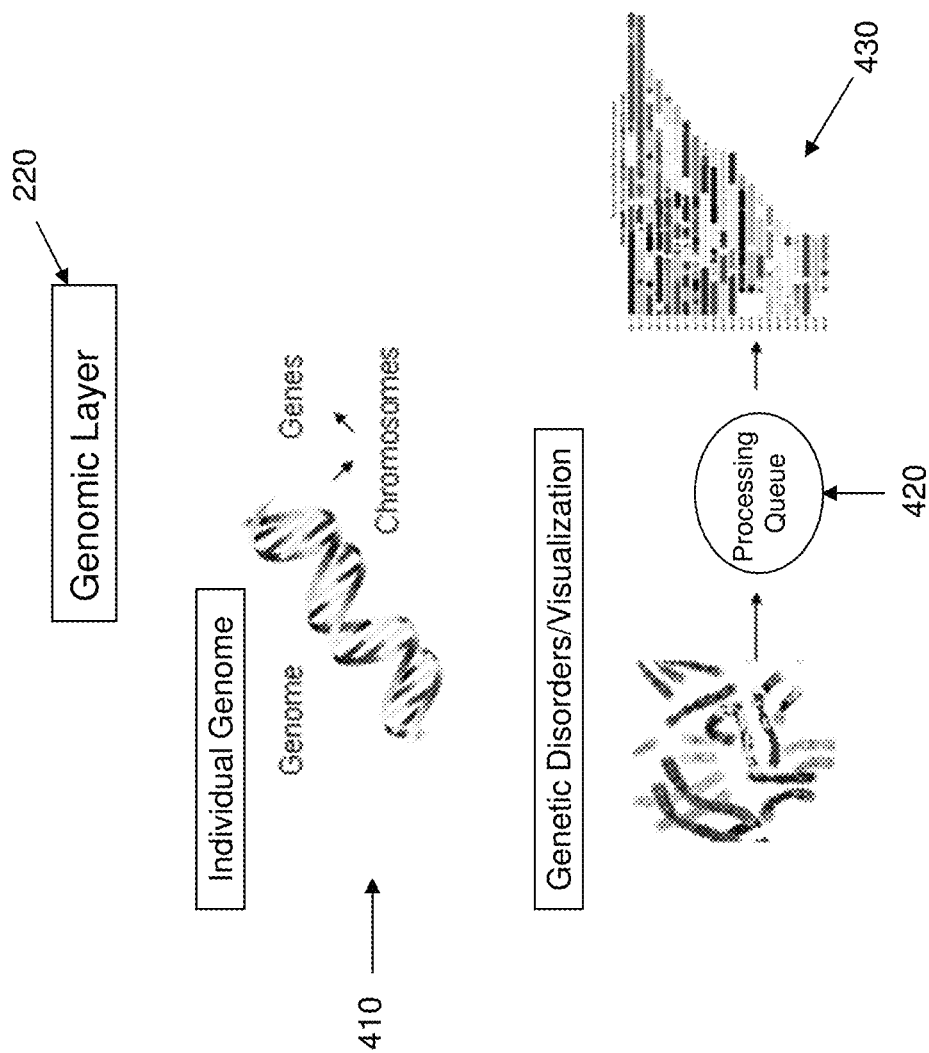 220
Genomic Layer
Individual Genome
Genome
Genes
Chromosomes
410
Genetic Disorders/Visualization
Processing
Queue
420
430